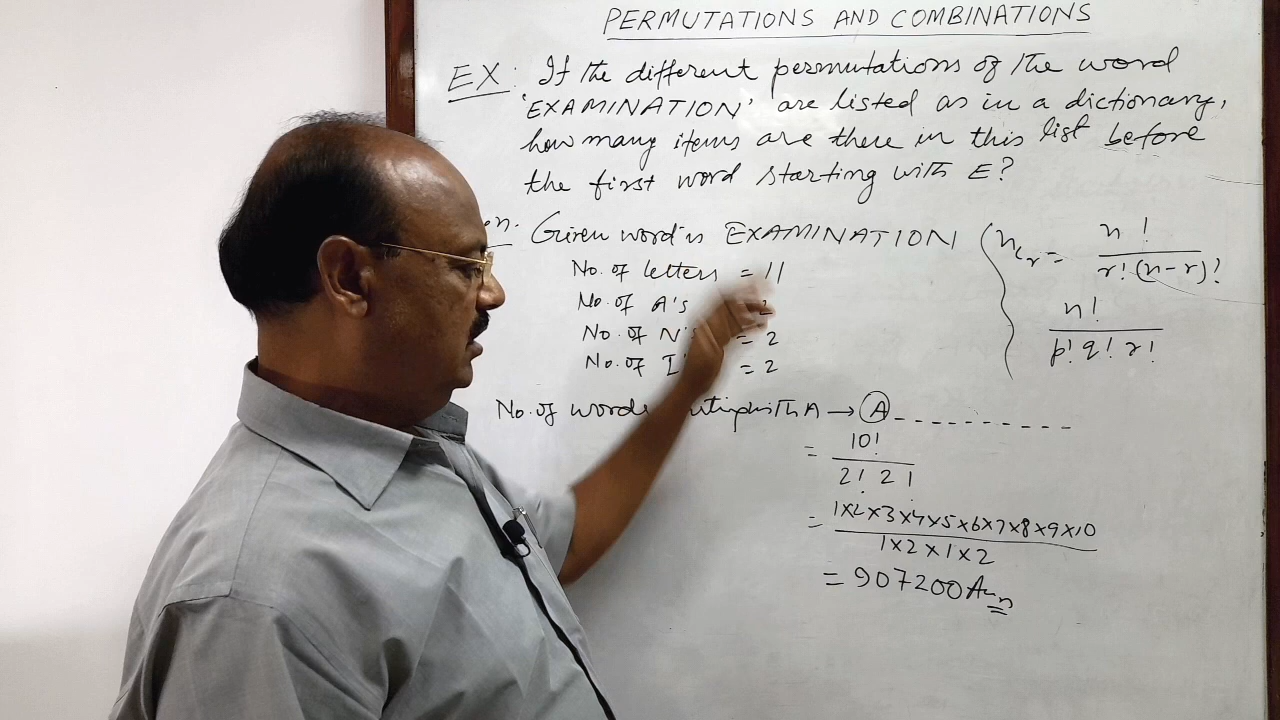 PERMUTATIONS AND COMBINATIONS
EX: If the different permutations of the word
'EXAMINATION' are listed as in a dictionary,
how many items are there in this list before
the first word starting with E?
n. Given word is EXAMINATION
No. of letters = 11
No. of A's 2
No. of N's = 2
No. of I = 2
No. of words with A → A - - - - - - - - - -
= 10! / 2! 2!
= 1×2×3×4×5×6×7×8×9×10 / 1×2×1×2
= 907200 Ans
nCr = n! / r! (n-r)!
n! / p! q! r!